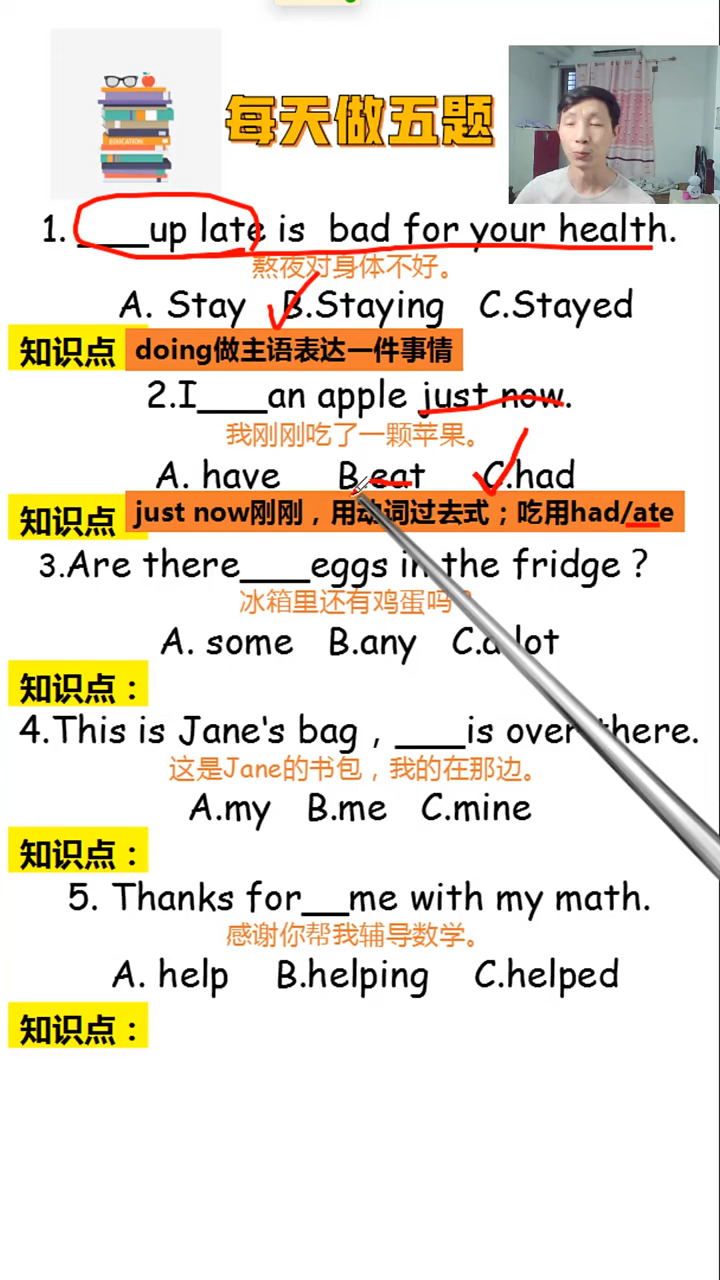 EDUCATION
每天做五题
1. ___up late is bad for your health.
熬夜对身体不好。
A. Stay B.Staying C.Stayed
知识点 doing做主语表达一件事情
2.I___an apple just now.
我刚刚吃了一颗苹果。
A. have B.eat C.had
知识点 just now刚刚，用动词过去式；吃用had/ate
3.Are there___eggs in the fridge？
冰箱里还有鸡蛋吗？
A. some B.any C.a lot
知识点：
4.This is Jane's bag，___is over there.
这是Jane的书包，我的在那边。
A.my B.me C.mine
知识点：
5. Thanks for__me with my math.
感谢你帮我辅导数学。
A. help B.helping C.helped
知识点：